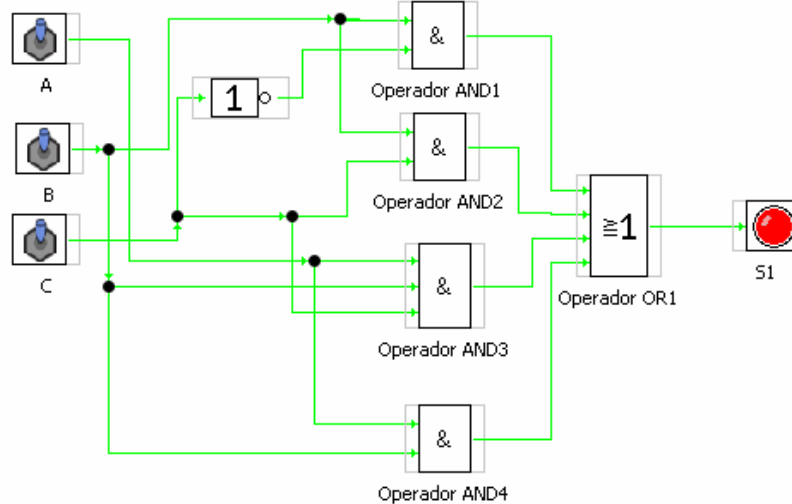 A
B
C
1
&
Operador AND1
&
Operador AND2
&
Operador AND3
&
Operador AND4
≧1
Operador OR1
S1